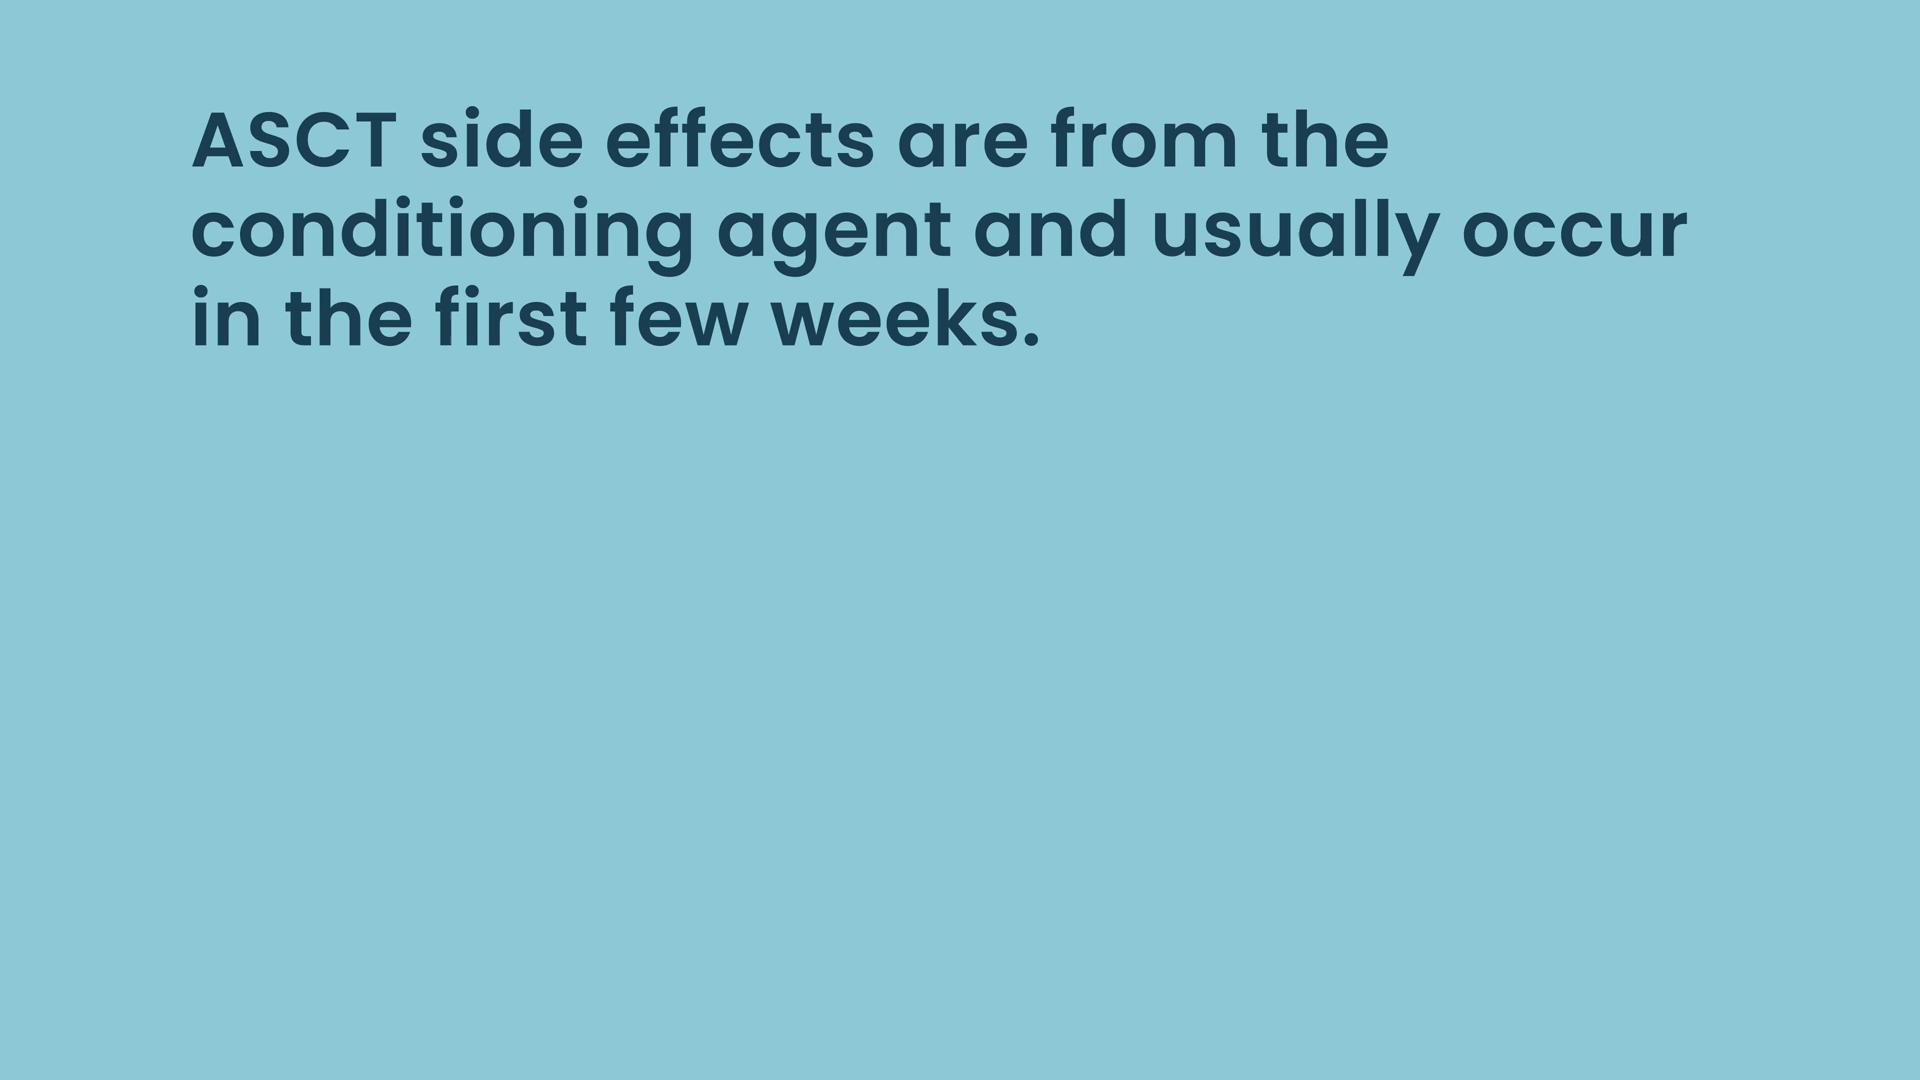 ASCT side effects are from the
conditioning agent and usually occur
in the first few weeks.